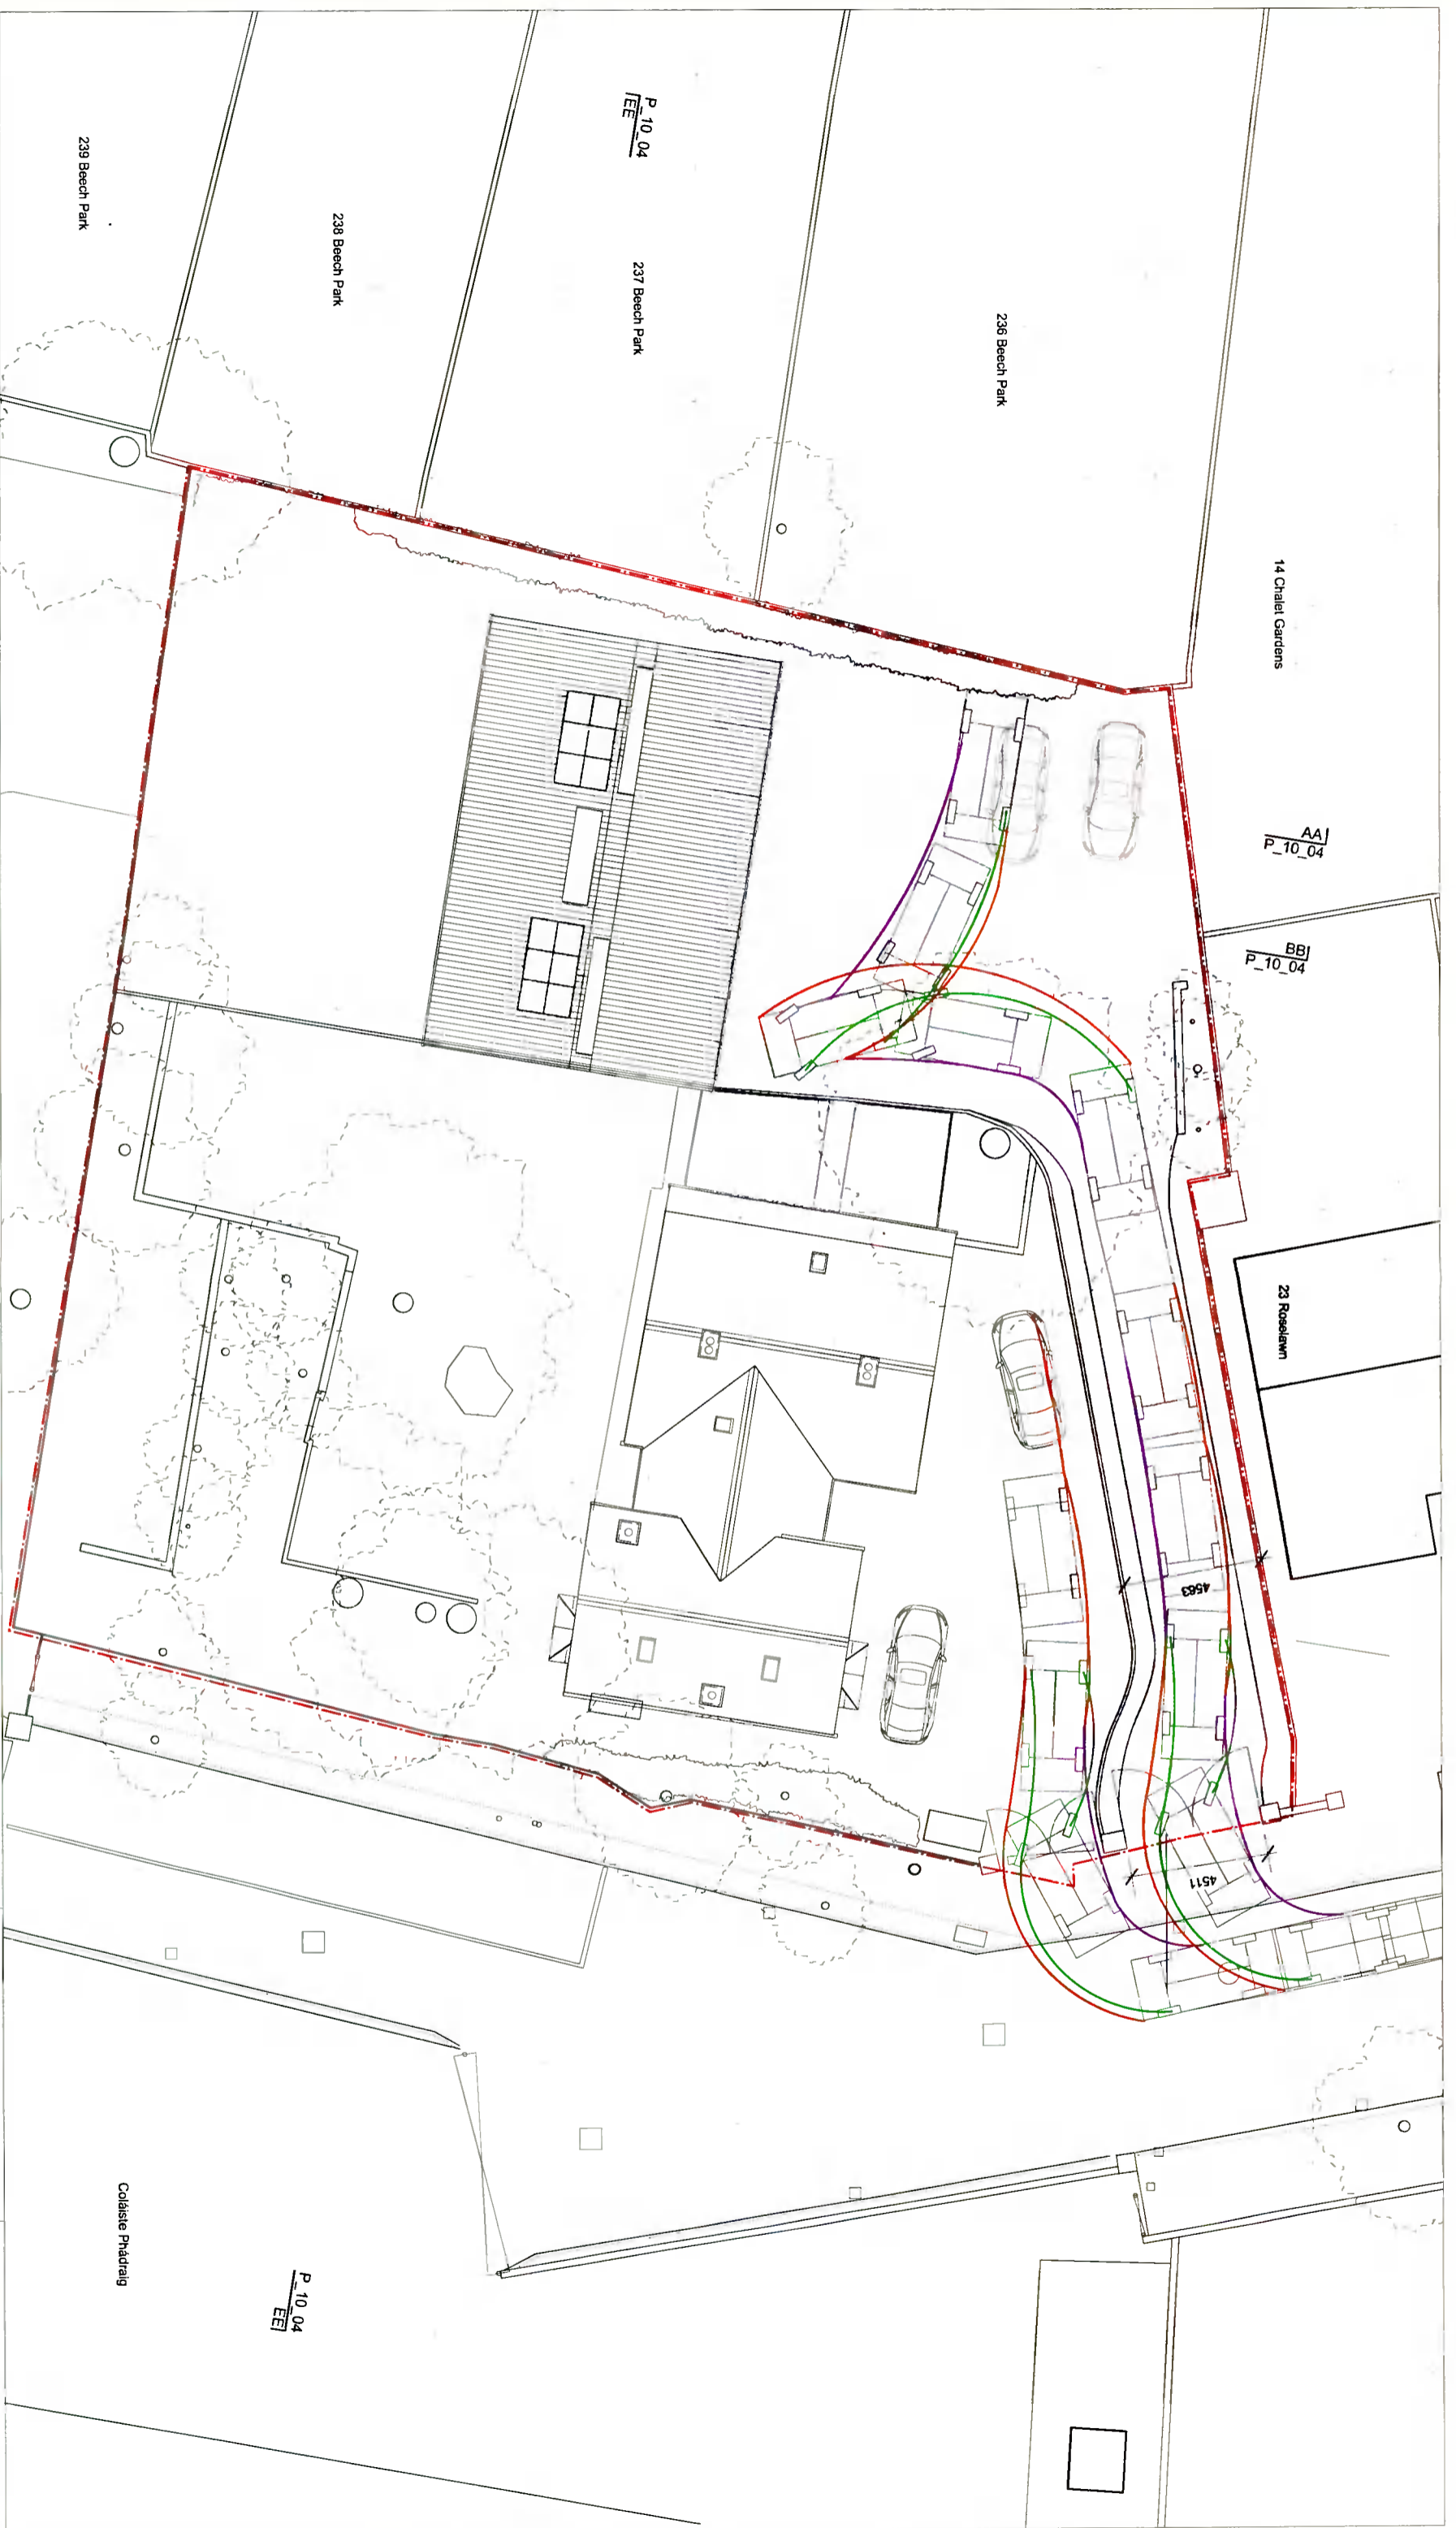 P_10_04
EE
239 Beech Park
238 Beech Park
237 Beech Park
236 Beech Park
14 Chalet Gardens
AA
P_10_04
BB
P_10_04
23 Roselawn
4563
4511
Coláiste Phádraig
P_10_04
EE